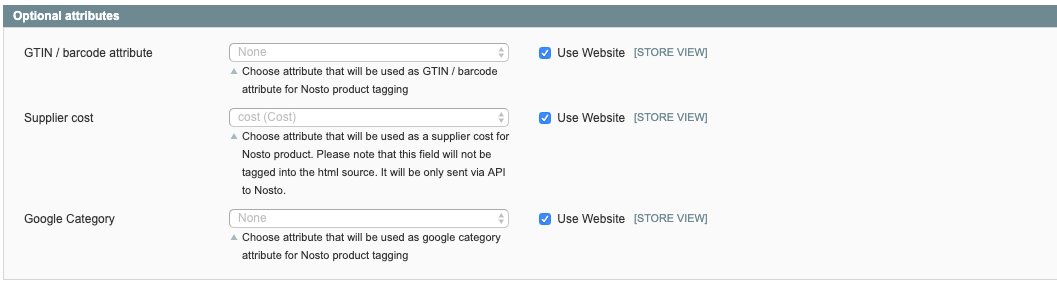 Optional attributes
GTIN / barcode attribute None Use Website [STORE VIEW]
Choose attribute that will be used as GTIN / barcode
attribute for Nosto product tagging
Supplier cost cost (Cost) Use Website [STORE VIEW]
Choose attribute that will be used as a supplier cost for
Nosto product. Please note that this field will not be
tagged into the html source. It will be only sent via API
to Nosto.
Google Category None Use Website [STORE VIEW]
Choose attribute that will be used as google category
attribute for Nosto product tagging